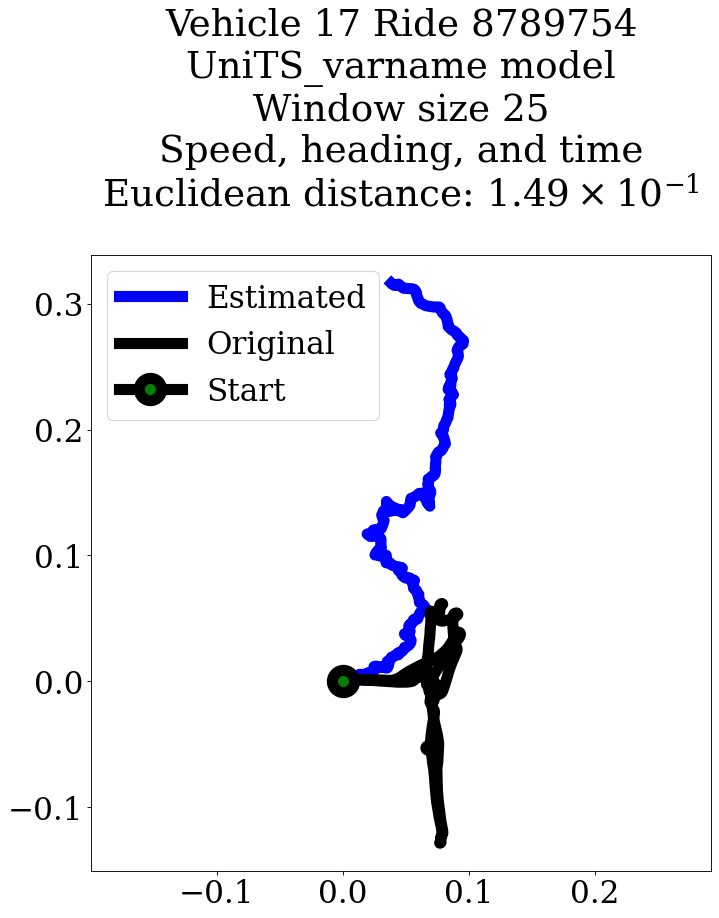 Vehicle 17 Ride 8789754
UniTS_varname model
Window size 25
Speed, heading, and time
Euclidean distance: 1.49 × 10⁻¹
Estimated
Original
Start
0.3
0.2
0.1
0.0
−0.1
−0.1 0.0 0.1 0.2